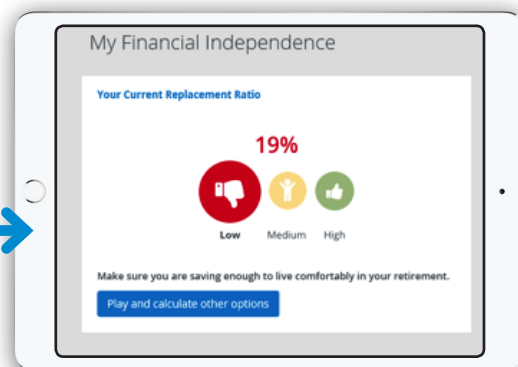 My Financial Independence
Your Current Replacement Ratio
19%
Low Medium High
Make sure you are saving enough to live comfortably in your retirement.
Play and calculate other options